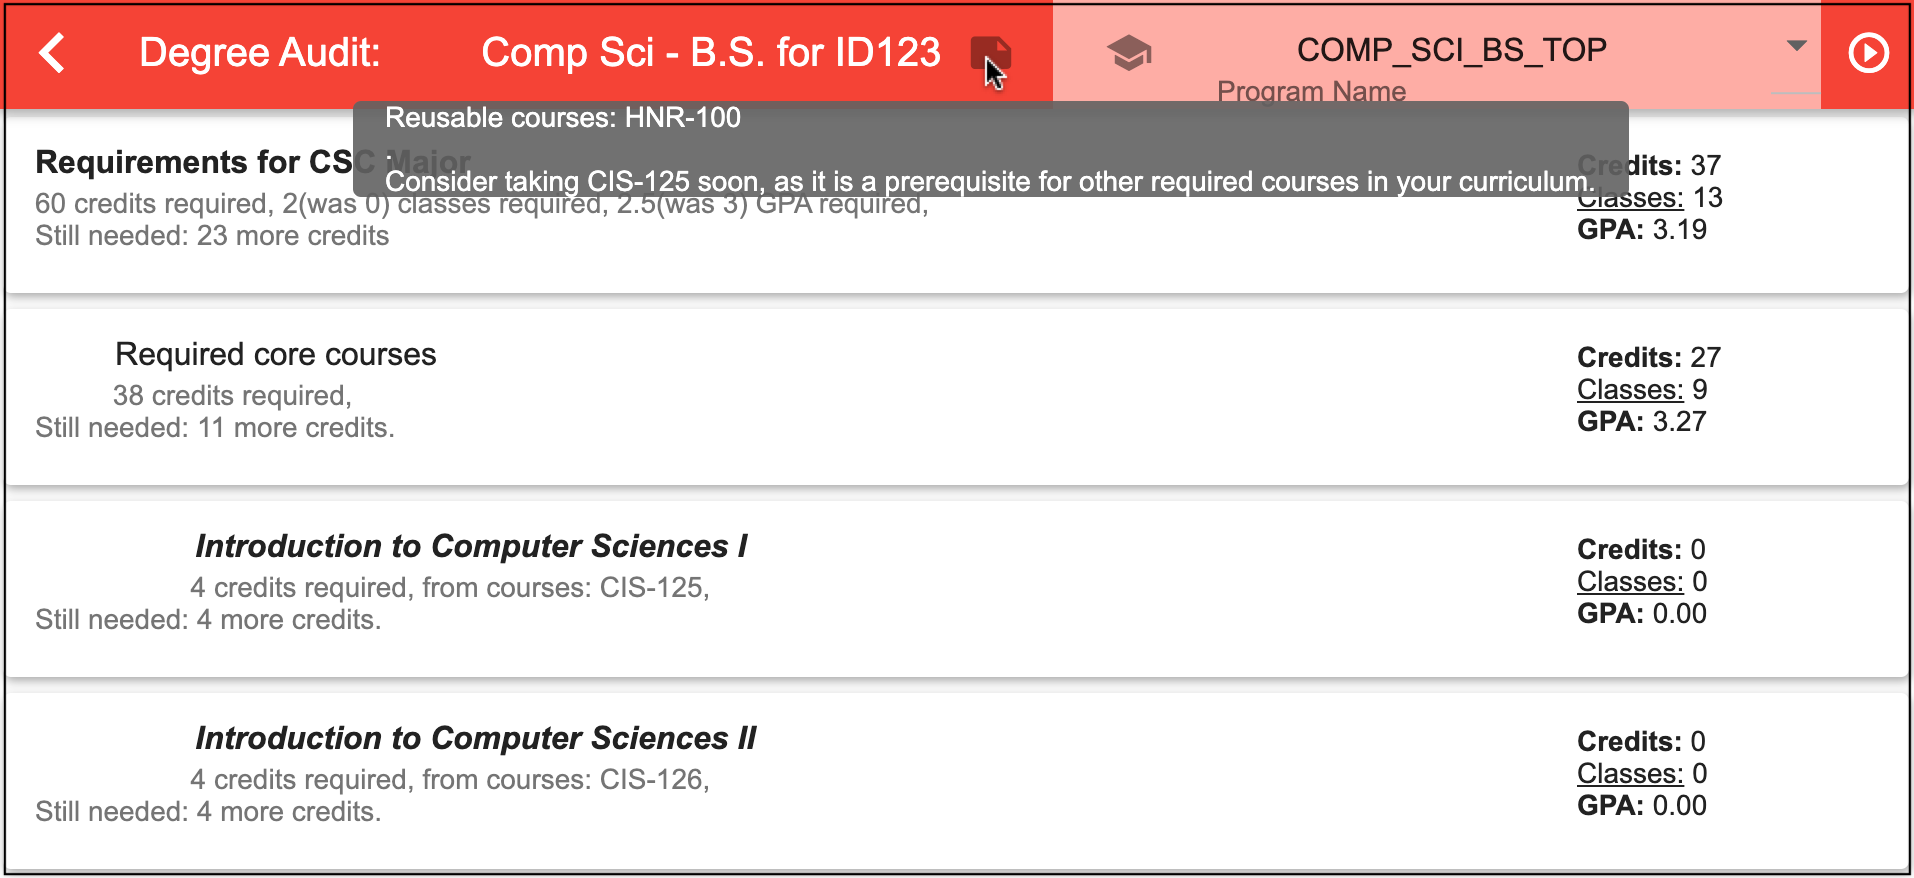 Degree Audit: Comp Sci - B.S. for ID123
COMP_SCI_BS_TOP
Program Name
Reusable courses: HNR-100
.
Consider taking CIS-125 soon, as it is a prerequisite for other required courses in your curriculum.
Requirements for CSC Major
60 credits required, 2(was 0) classes required, 2.5(was 3) GPA required,
Still needed: 23 more credits
Credits: 37
Classes: 13
GPA: 3.19
Required core courses
38 credits required,
Still needed: 11 more credits.
Credits: 27
Classes: 9
GPA: 3.27
Introduction to Computer Sciences I
4 credits required, from courses: CIS-125,
Still needed: 4 more credits.
Credits: 0
Classes: 0
GPA: 0.00
Introduction to Computer Sciences II
4 credits required, from courses: CIS-126,
Still needed: 4 more credits.
Credits: 0
Classes: 0
GPA: 0.00